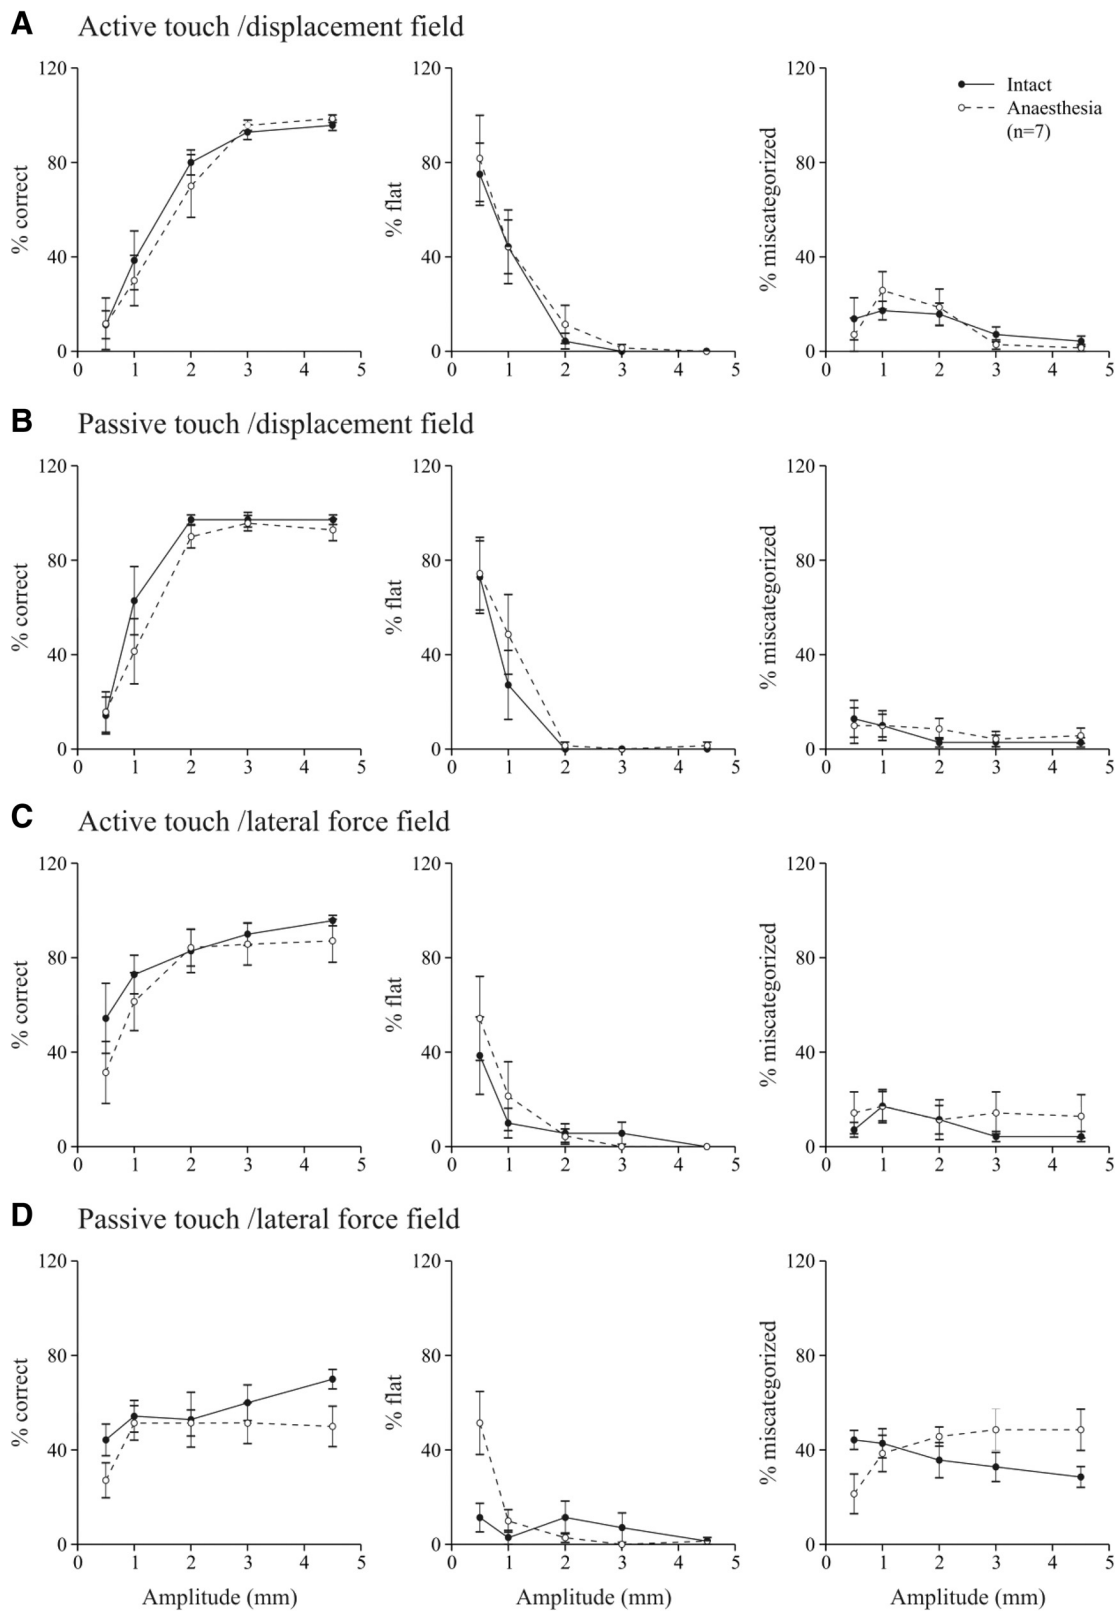 A Active touch /displacement field
120 120 120
Intact
Anaesthesia
(n=7)
80 80 80
% correct % flat % miscategorized
40 40 40
0 0 0
0 1 2 3 4 5 0 1 2 3 4 5 0 1 2 3 4 5
B Passive touch /displacement field
120 120 120
80 80 80
% correct % flat % miscategorized
40 40 40
0 0 0
0 1 2 3 4 5 0 1 2 3 4 5 0 1 2 3 4 5
C Active touch /lateral force field
120 120 120
80 80 80
% correct % flat % miscategorized
40 40 40
0 0 0
0 1 2 3 4 5 0 1 2 3 4 5 0 1 2 3 4 5
D Passive touch /lateral force field
120 120 120
80 80 80
% correct % flat % miscategorized
40 40 40
0 0 0
0 1 2 3 4 5 0 1 2 3 4 5 0 1 2 3 4 5
Amplitude (mm) Amplitude (mm) Amplitude (mm)